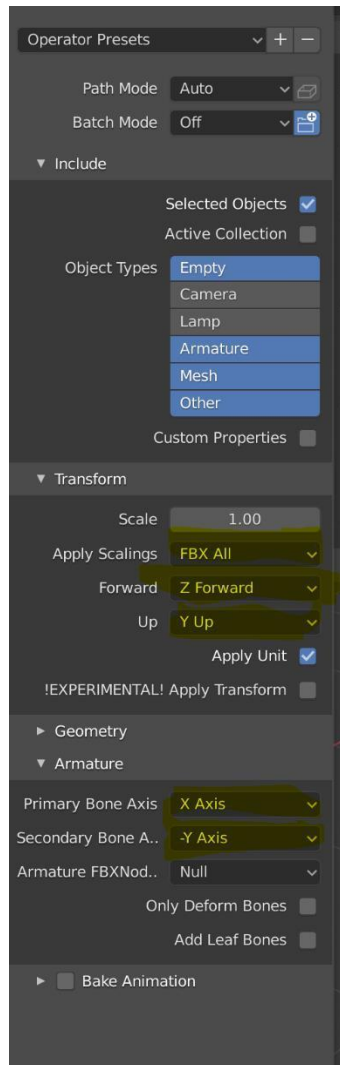 Operator Presets
Path Mode Auto
Batch Mode Off
Include
Selected Objects
Active Collection
Object Types Empty
Camera
Lamp
Armature
Mesh
Other
Custom Properties
Transform
Scale 1.00
Apply Scalings FBX All
Forward Z Forward
Up Y Up
Apply Unit
!EXPERIMENTAL! Apply Transform
Geometry
Armature
Primary Bone Axis X Axis
Secondary Bone A.. -Y Axis
Armature FBXNod.. Null
Only Deform Bones
Add Leaf Bones
Bake Animation